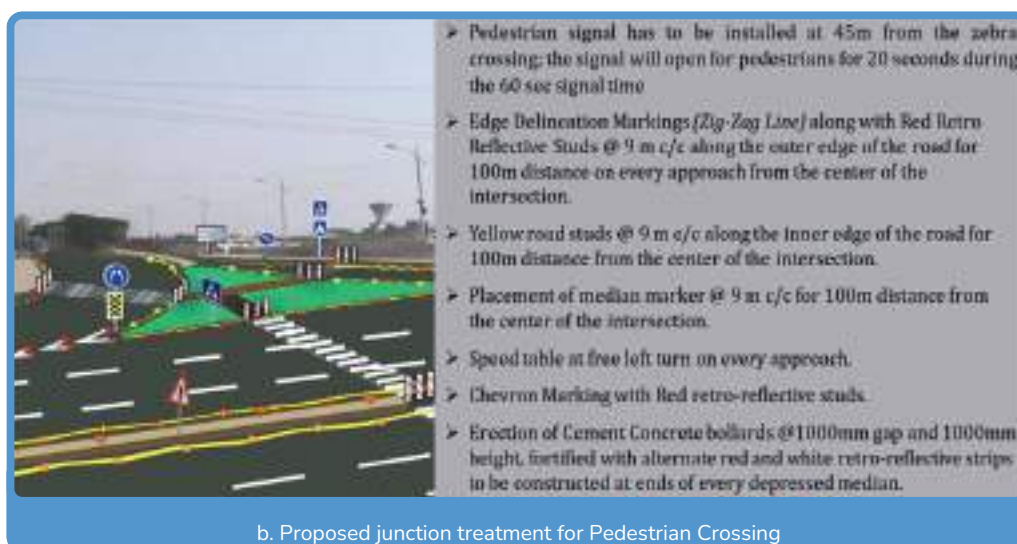 ➢ Pedestrian signal has to be installed at 45m from the zebra
crossing; the signal will open for pedestrians for 20 seconds during
the 60 sec signal time
➢ Edge Delineation Markings (Zig-Zag Line) along with Red Retro
Reflective Studs @ 9 m c/c along the outer edge of the road for
100m distance on every approach from the center of the
intersection.
➢ Yellow road studs @ 9 m c/c along the inner edge of the road for
100m distance from the center of the intersection.
➢ Placement of median marker @ 9 m c/c for 100m distance from
the center of the intersection.
➢ Speed table at free left turn on every approach.
➢ Chevron Marking with Red retro-reflective studs.
➢ Erection of Cement Concrete bollards @1000mm gap and 1000mm
height, fortified with alternate red and white retro-reflective strips
to be constructed at ends of every depressed median.
b. Proposed junction treatment for Pedestrian Crossing